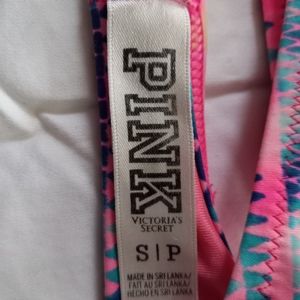 PINK
VICTORIA'S
SECRET
S|P
MADE IN SRI LANKA/
FAIT AU SRI LANKA/
HECHO EN SRI LANKA